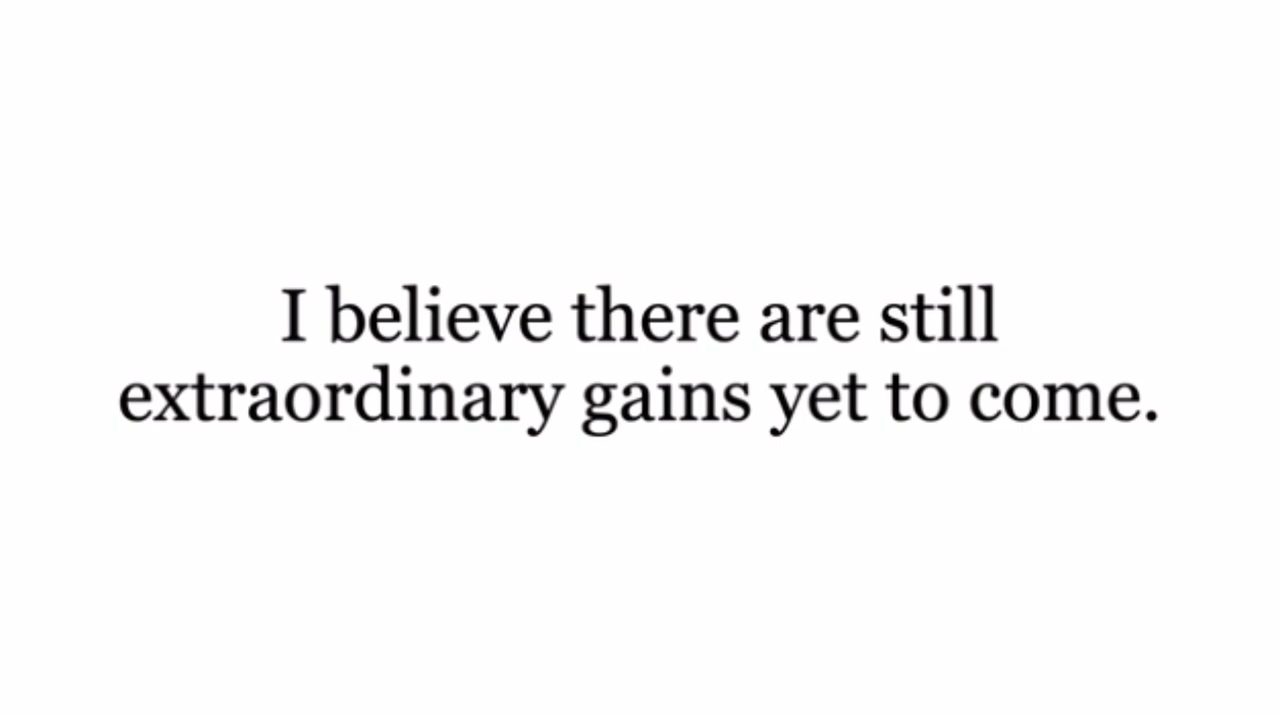 I believe there are still
extraordinary gains yet to come.